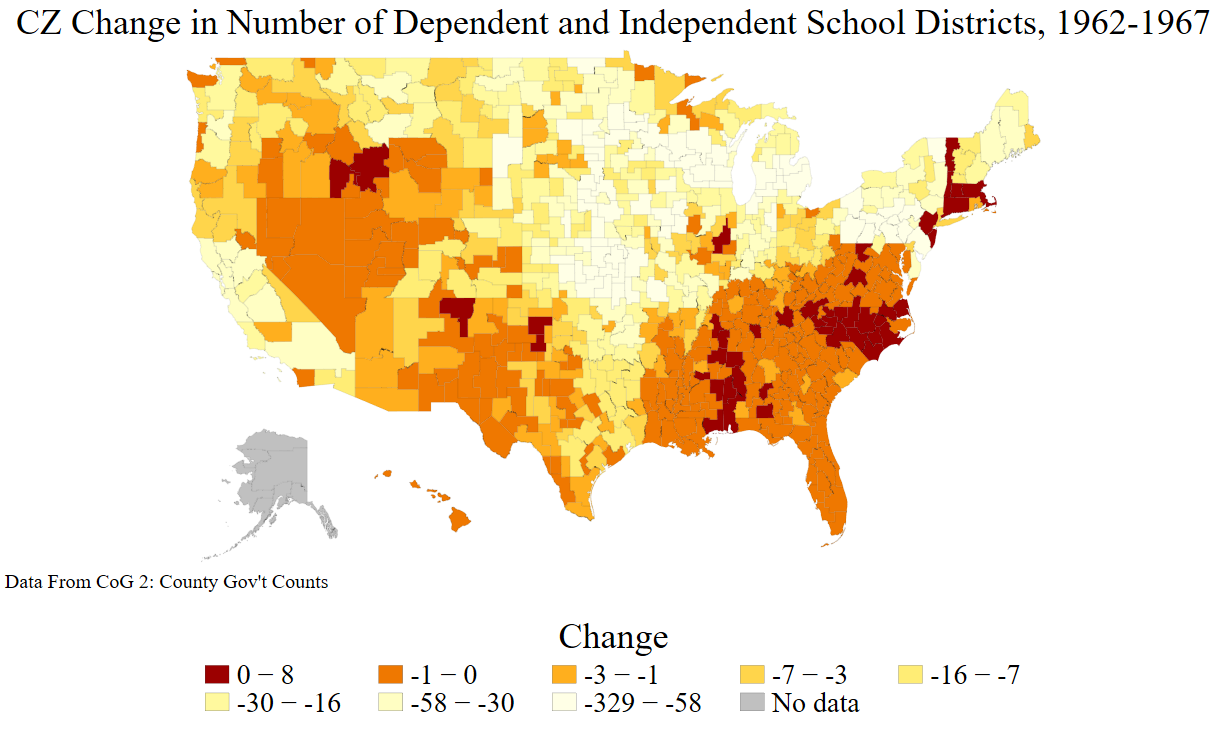 CZ Change in Number of Dependent and Independent School Districts, 1962-1967
Data From CoG 2: County Gov't Counts
Change
0 − 8 -1 − 0 -3 − -1 -7 − -3 -16 − -7
-30 − -16 -58 − -30 -329 − -58 No data